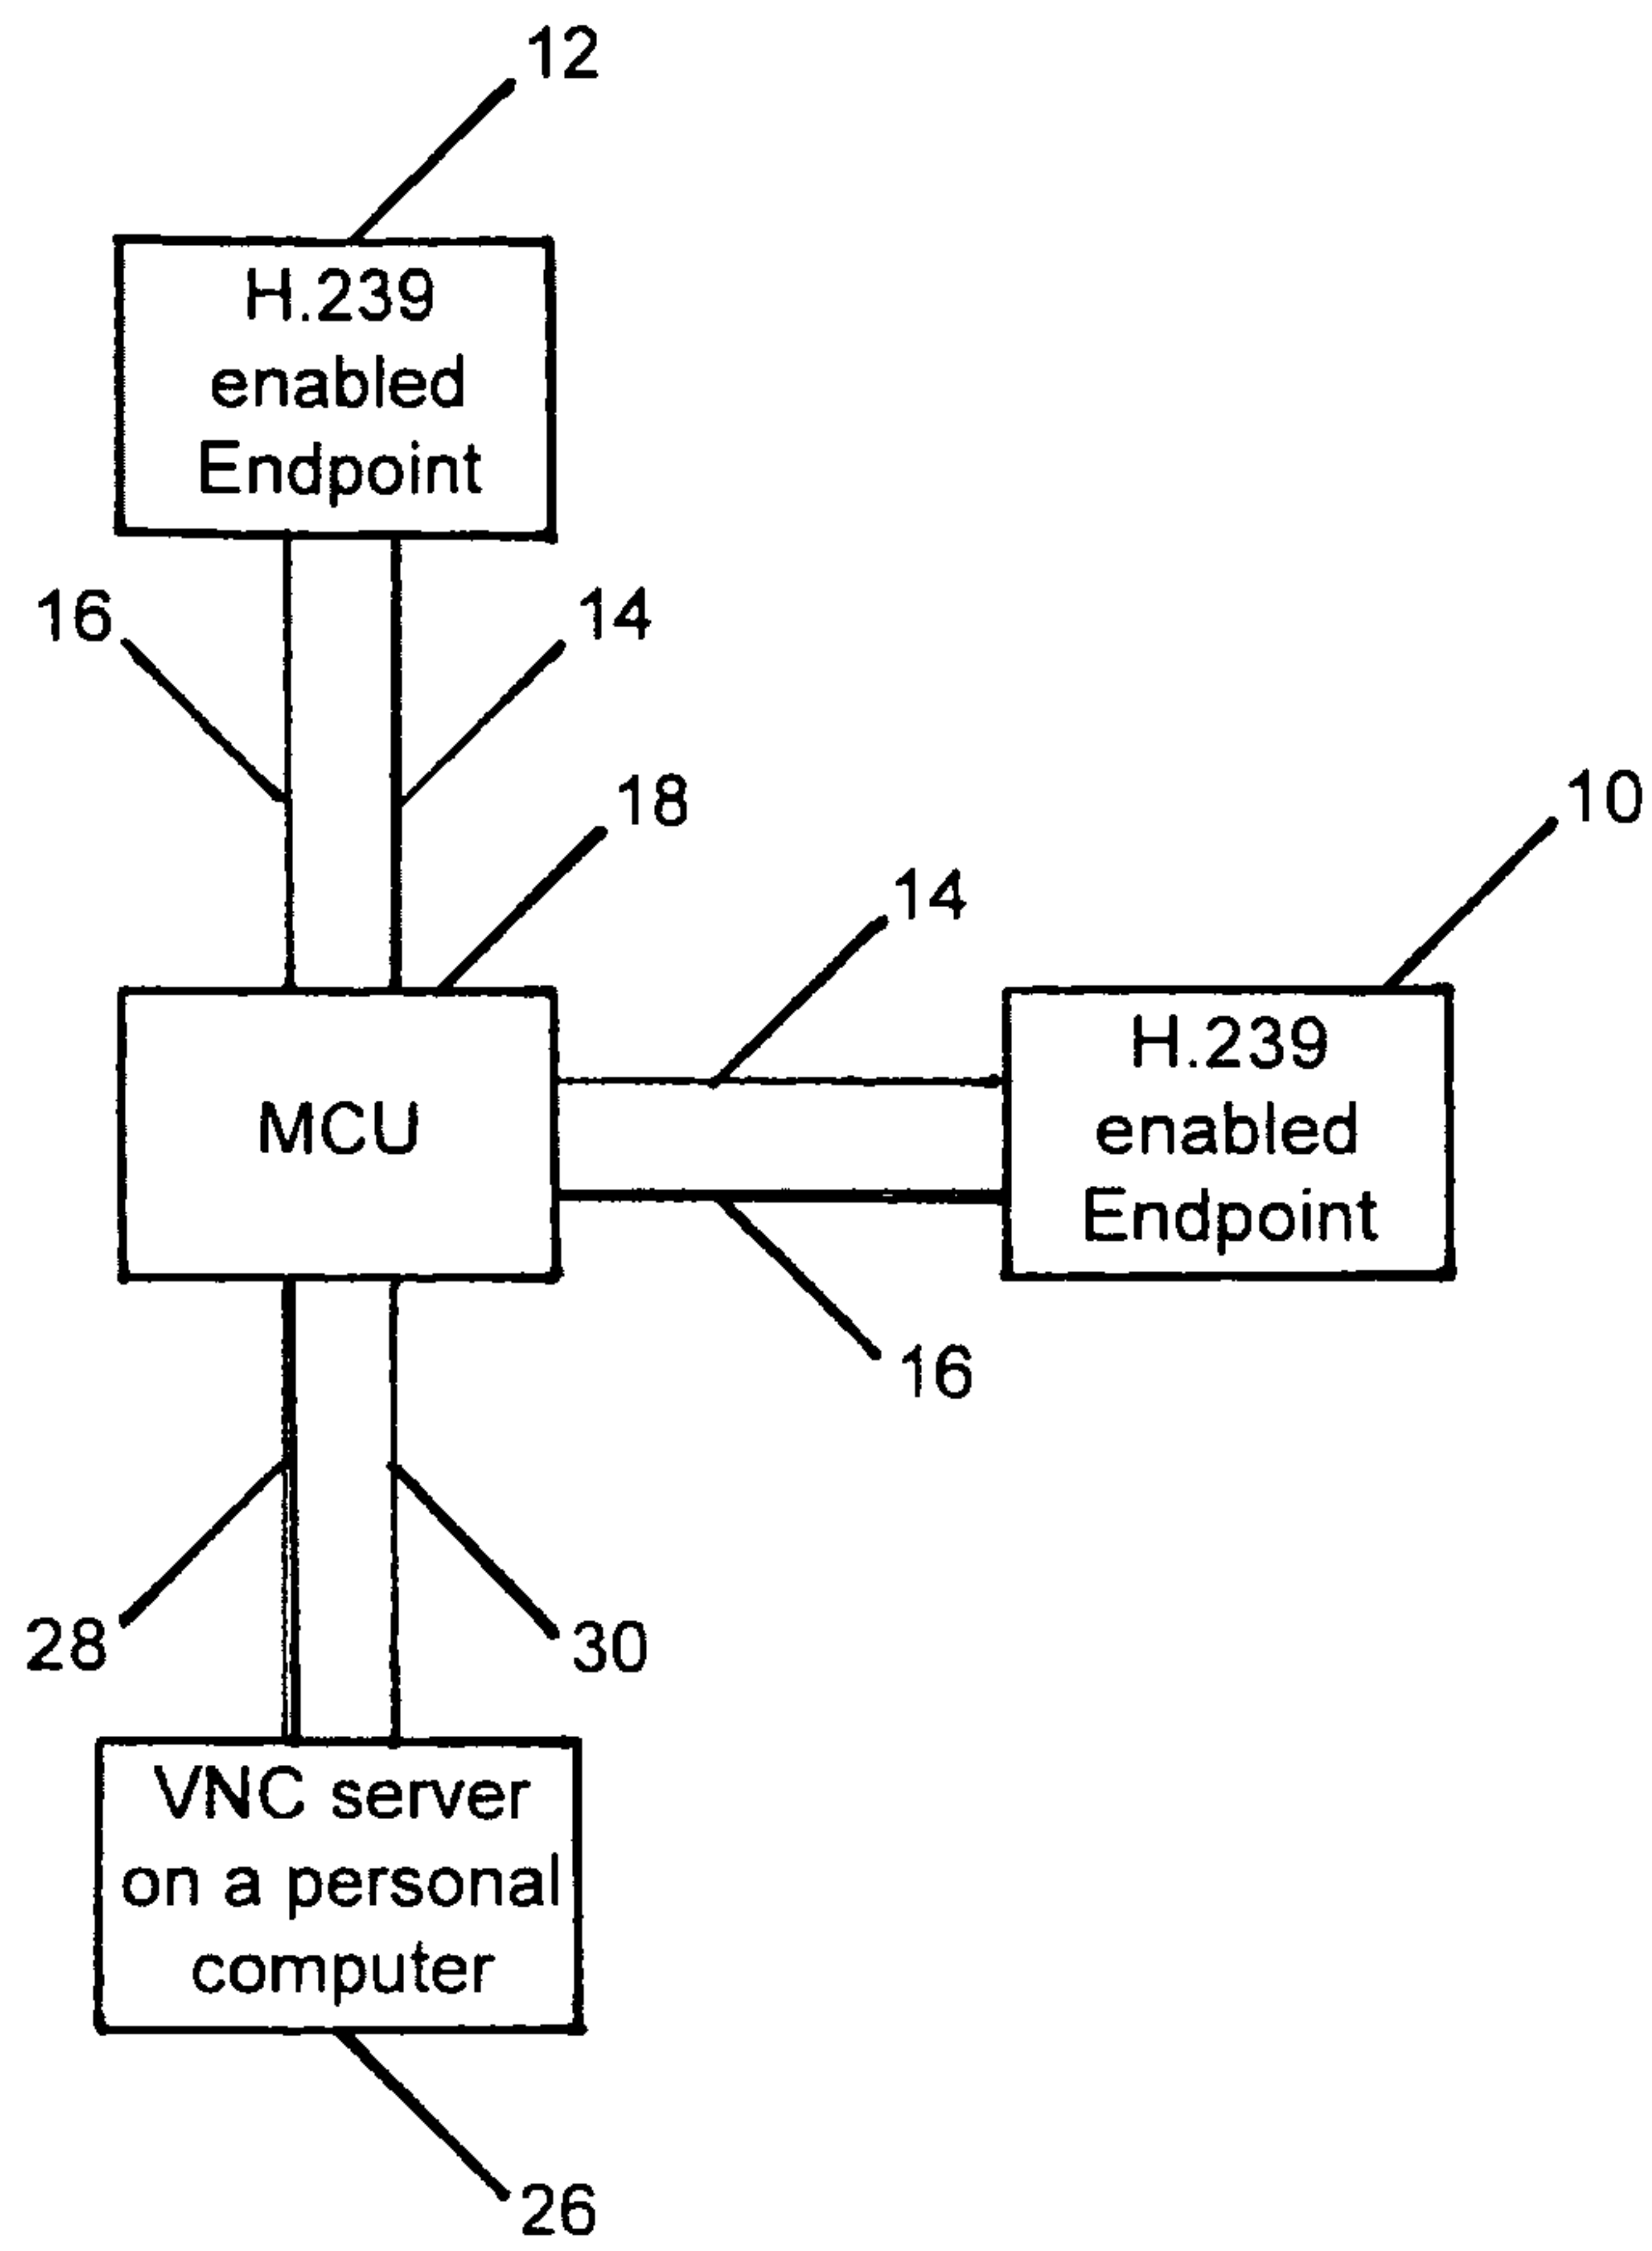 12
H.239
enabled
Endpoint
16
14
18
10
14
H.239
enabled
Endpoint
MCU
16
28
30
VNC server
on a personal
computer
26